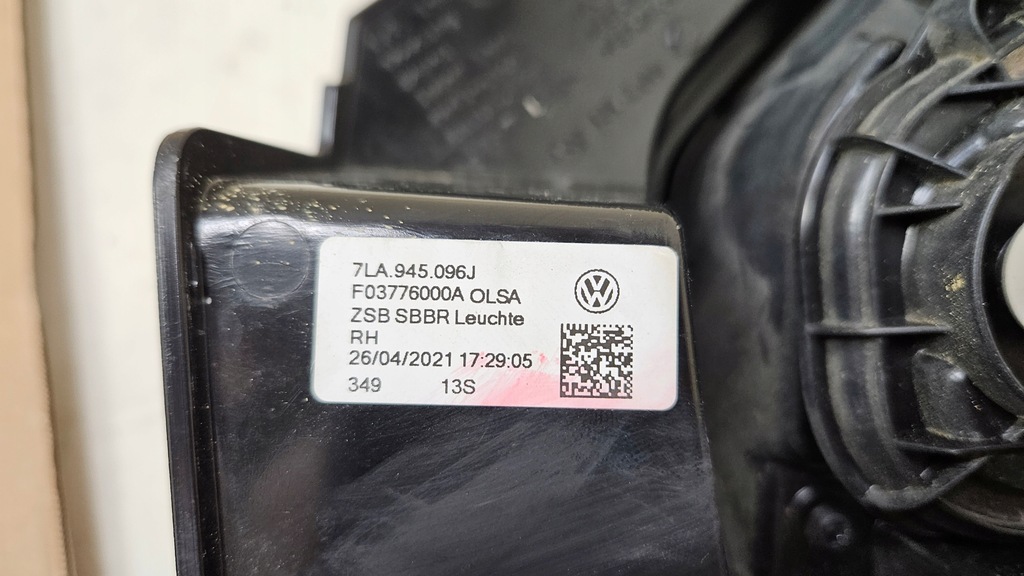 7LA.945.096J
F03776000A OLSA
ZSB SBBR Leuchte
RH
26/04/2021 17:29:05
349 13S